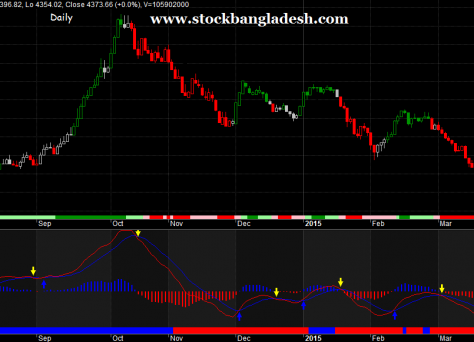 396.82, Lo 4354.02, Close 4373.66 (+0.0%), V=105902000
Daily
www.stockbangladesh.com
Sep Oct Nov Dec 2015 Feb Mar
Sep Oct Nov Dec 2015 Feb Mar